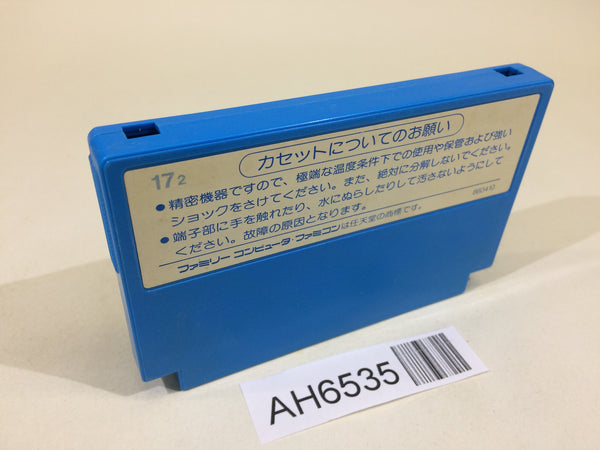 カセットについてのお願い
17 2
● 精密機器ですので、極端な温度条件下での使用や保管および強い
ショックをさけてください。また、絶対に分解しないでください。
● 端子部に手を触れたり、水にぬらしたりして汚さないようにして
ください。故障の原因となります。
860410
ファミリーコンピュータ・ファミコンは任天堂の商標です。
AH6535